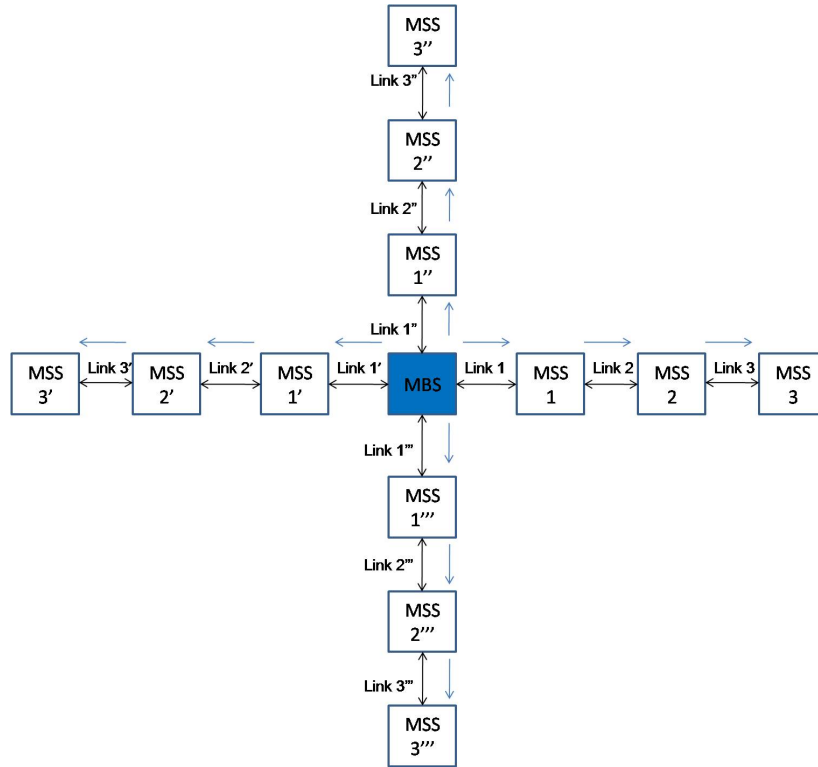 MSS
3''
Link 3”
MSS
2''
Link 2”
MSS
1''
Link 1”
MSS
3'
Link 3'
MSS
2'
Link 2'
MSS
1'
Link 1'
MBS
Link 1
MSS
1
Link 2
MSS
2
Link 3
MSS
3
Link 1'''
MSS
1'''
Link 2'''
MSS
2'''
Link 3'''
MSS
3'''